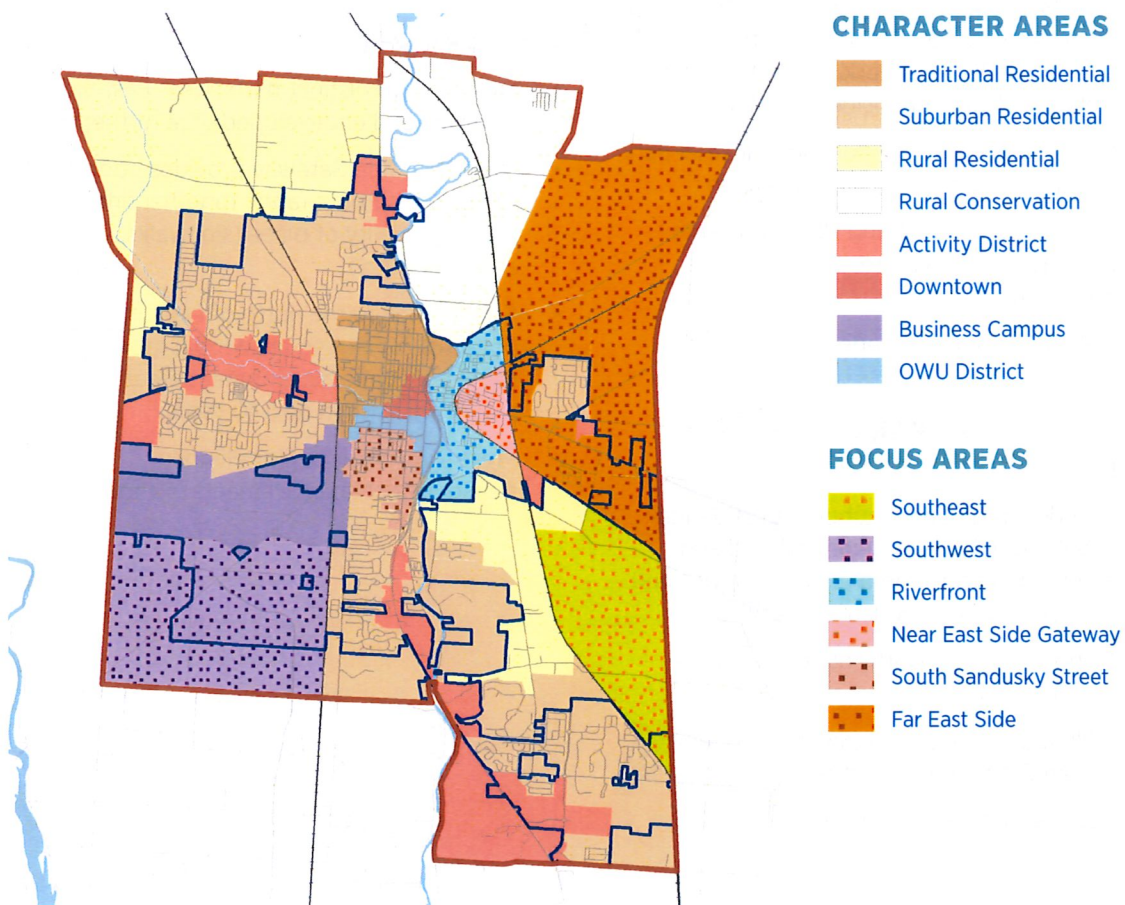 CHARACTER AREAS
Traditional Residential
Suburban Residential
Rural Residential
Rural Conservation
Activity District
Downtown
Business Campus
OWU District
FOCUS AREAS
Southeast
Southwest
Riverfront
Near East Side Gateway
South Sandusky Street
Far East Side